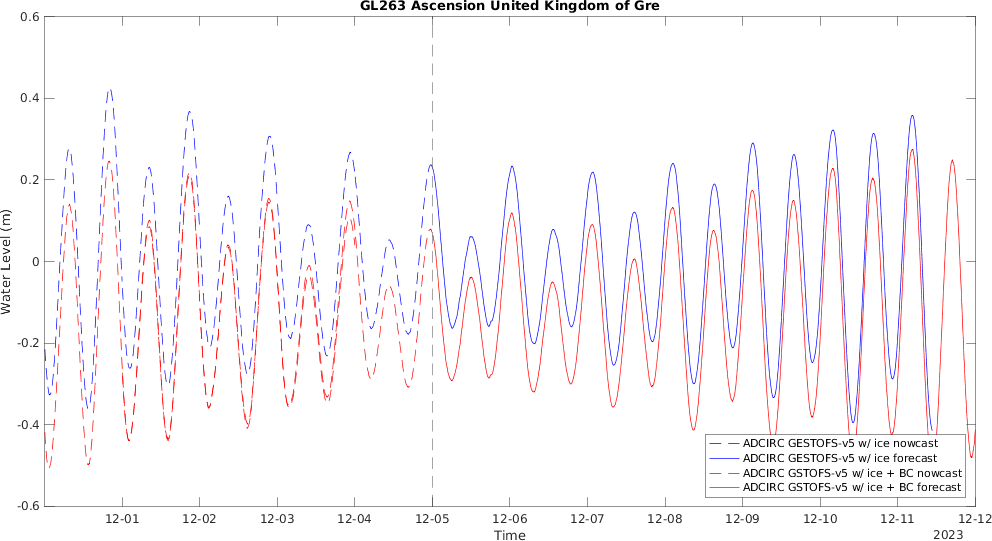 GL263 Ascension United Kingdom of Gre
0.6
0.4
0.2
0
-0.2
-0.4
-0.6
Water Level (m)
12-01 12-02 12-03 12-04 12-05 12-06 12-07 12-08 12-09 12-10 12-11 12-12
Time
2023
ADCIRC GESTOFS-v5 w/ ice nowcast
ADCIRC GESTOFS-v5 w/ ice forecast
ADCIRC GSTOFS-v5 w/ ice + BC nowcast
ADCIRC GSTOFS-v5 w/ ice + BC forecast